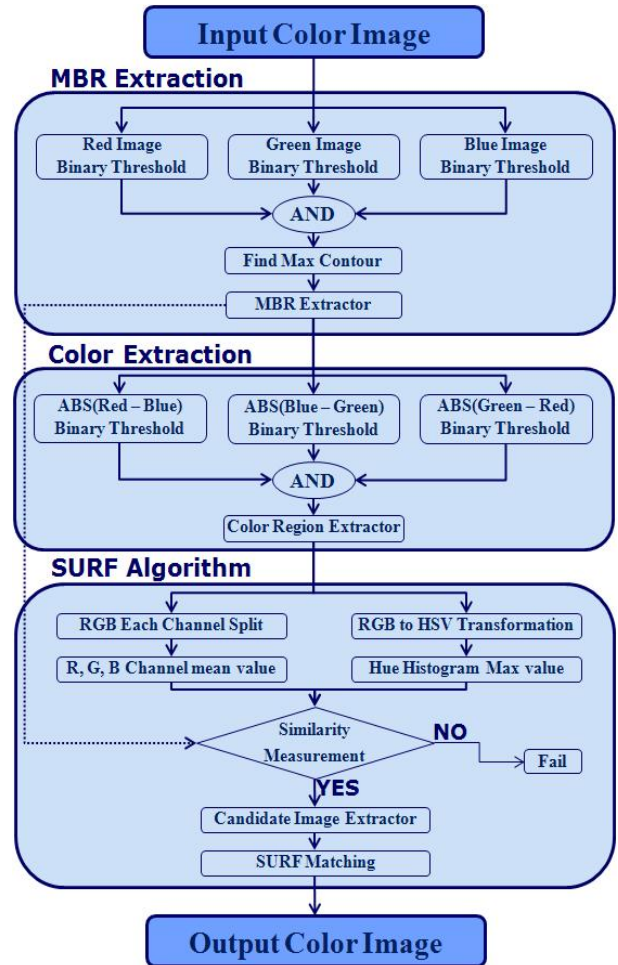 Input Color Image
MBR Extraction
Red Image
Binary Threshold
Green Image
Binary Threshold
Blue Image
Binary Threshold
AND
Find Max Contour
MBR Extractor
Color Extraction
ABS(Red – Blue)
Binary Threshold
ABS(Blue – Green)
Binary Threshold
ABS(Green – Red)
Binary Threshold
AND
Color Region Extractor
SURF Algorithm
RGB Each Channel Split
RGB to HSV Transformation
R, G, B Channel mean value
Hue Histogram Max value
Similarity
Measurement
NO
Fail
YES
Candidate Image Extractor
SURF Matching
Output Color Image